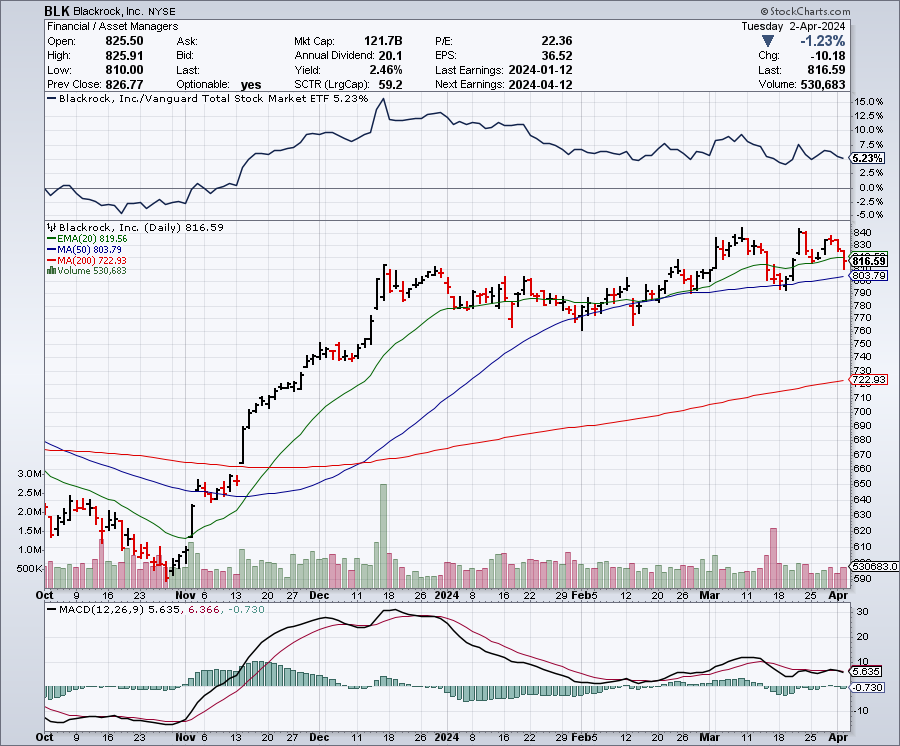 BLK Blackrock, Inc. NYSE © StockCharts.com
Financial / Asset Managers Tuesday 2-Apr-2024
Open: 825.50 Ask: Mkt Cap: 121.7B P/E: 22.36 ▼ -1.23%
High: 825.91 Bid: Annual Dividend: 20.1 EPS: 36.52 Chg: -10.18
Low: 810.00 Last: Yield: 2.46% Last Earnings: 2024-01-12 Last: 816.59
Prev Close: 826.77 Optionable: yes SCTR (LrgCap): 59.2 Next Earnings: 2024-04-12 Volume: 530,683
Blackrock, Inc./Vanguard Total Stock Market ETF 5.23%
15.0%
12.5%
10.0%
7.5%
5.23%
2.5%
0.0%
-2.5%
-5.0%
Blackrock, Inc. (Daily) 816.59
EMA(20) 819.56
MA(50) 803.79
MA(200) 722.93
Volume 530,683
840
830
816.59
803.79
790
780
770
760
750
740
730
722.93
710
700
690
680
670
660
650
640
630
620
610
530683.0
590
3.0M
2.5M
2.0M
1.5M
1.0M
500K
Oct 9 16 23 Nov 6 13 20 27 Dec 11 18 26 2024 8 16 22 29 Feb 5 12 20 26 Mar 11 18 25 Apr
MACD(12,26,9) 5.635, 6.366, -0.730
30
20
10
5.635
-0.730
-10
Oct 9 16 23 Nov 6 13 20 27 Dec 11 18 26 2024 8 16 22 29 Feb 5 12 20 26 Mar 11 18 25 Apr